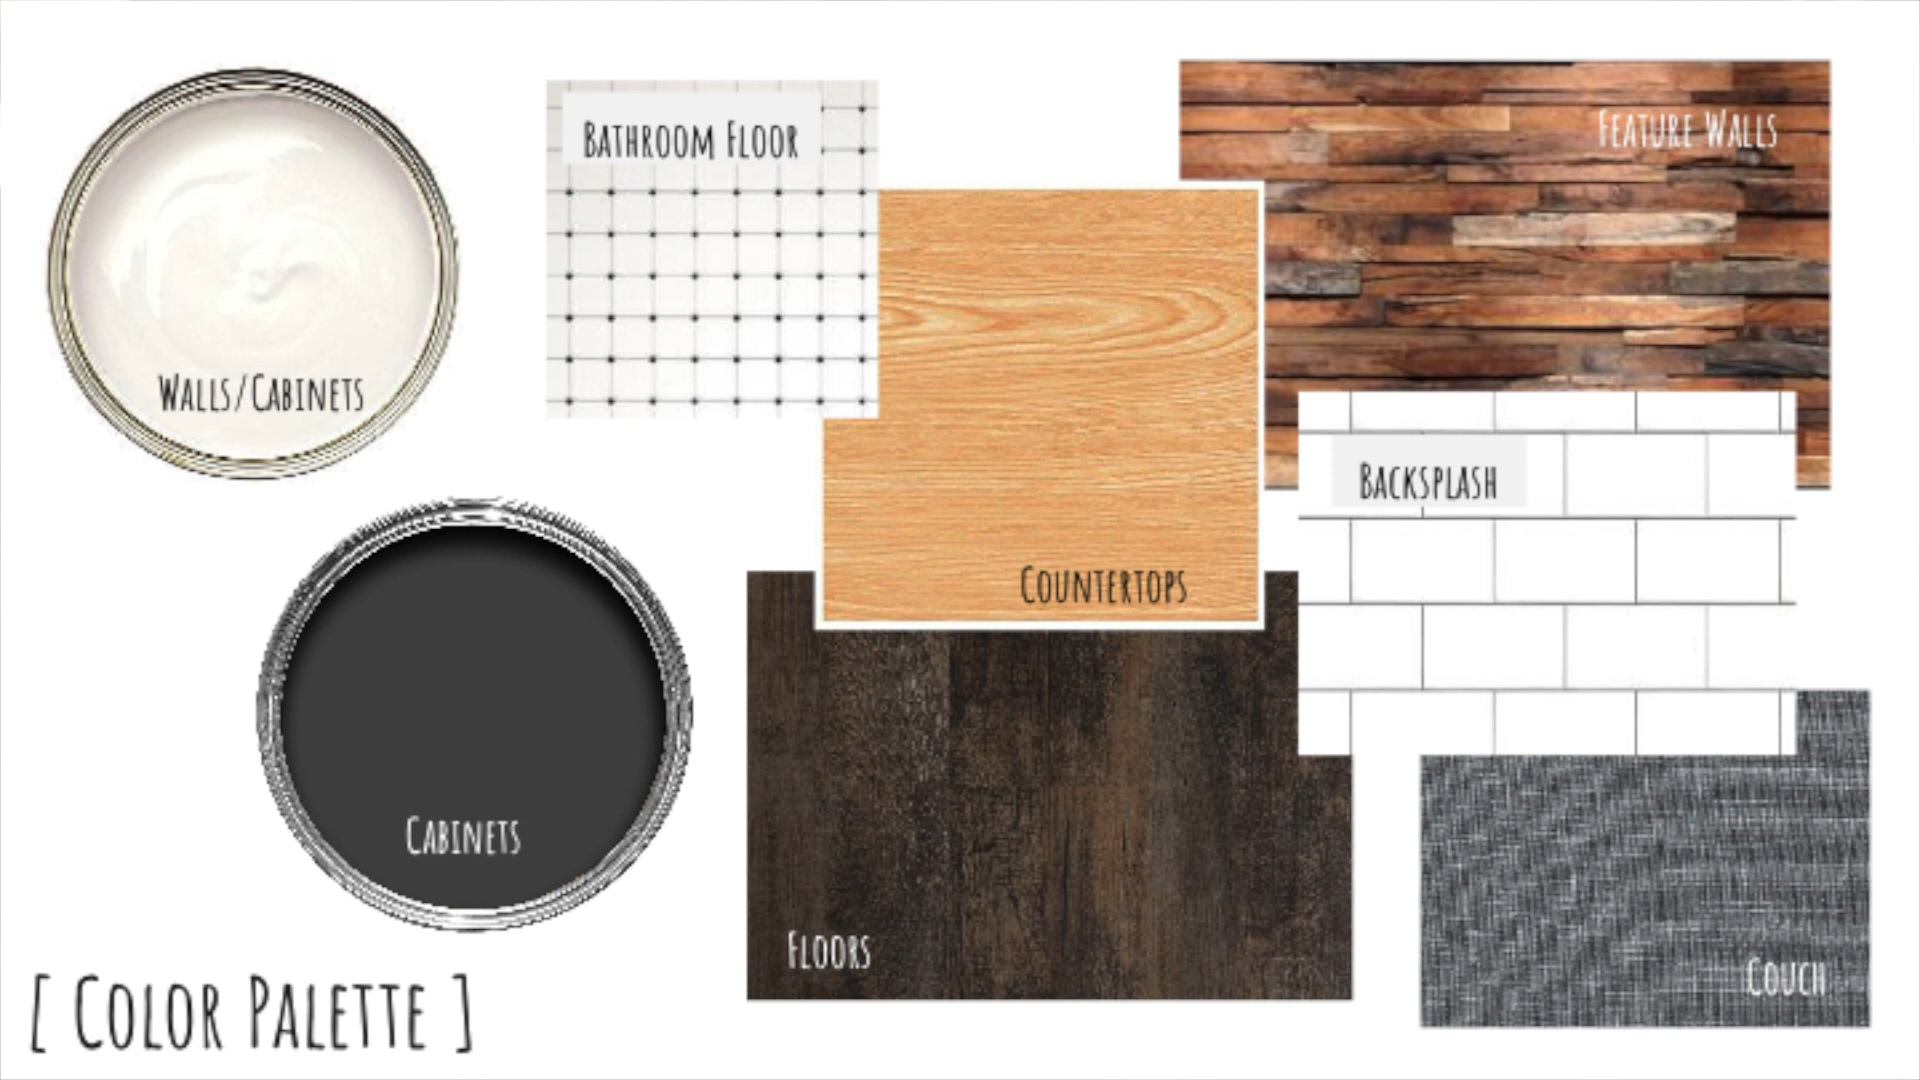 Walls/Cabinets
Bathroom Floor
Feature Walls
Countertops
Backsplash
Cabinets
Floors
Couch
[ Color Palette ]